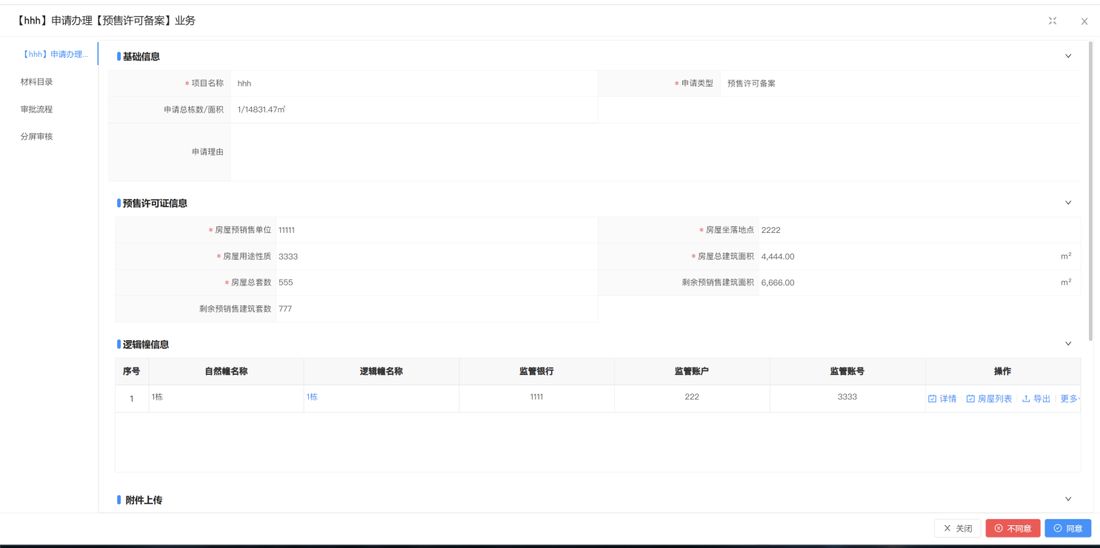 【hhh】申请办理【预售许可备案】业务
【hhh】申请办理...
材料目录
审批流程
分屏审核
基础信息
* 项目名称 hhh * 申请类型 预售许可备案
申请总栋数/面积 1/14831.47㎡
申请理由
预售许可证信息
* 房屋预销售单位 11111 * 房屋坐落地点 2222
* 房屋用途性质 3333 * 房屋总建筑面积 4,444.00 m²
* 房屋总套数 555 剩余预销售建筑面积 6,666.00 m²
剩余预销售建筑套数 777
逻辑幢信息
序号 自然幢名称 逻辑幢名称 监管银行 监管账户 监管账号 操作
1 1栋 1栋 1111 222 3333 详情 房屋列表 导出 更多
附件上传
关闭 不同意 同意